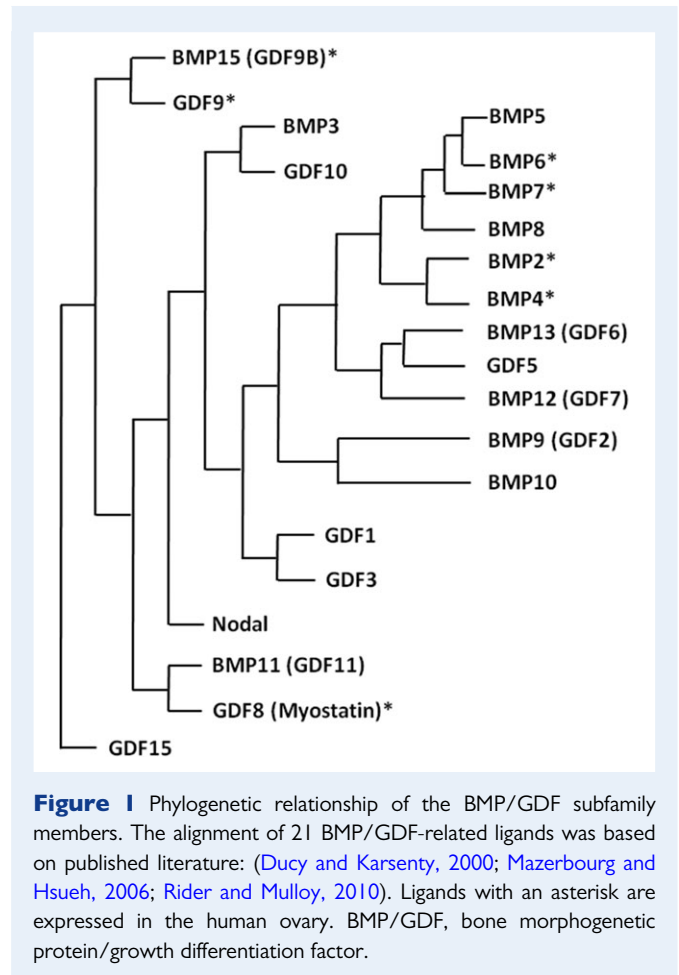 BMP15 (GDF9B)*
GDF9*
BMP3
GDF10
BMP5
BMP6*
BMP7*
BMP8
BMP2*
BMP4*
BMP13 (GDF6)
GDF5
BMP12 (GDF7)
BMP9 (GDF2)
BMP10
GDF1
GDF3
Nodal
BMP11 (GDF11)
GDF8 (Myostatin)*
GDF15
Figure 1 Phylogenetic relationship of the BMP/GDF subfamily
members. The alignment of 21 BMP/GDF-related ligands was based
on published literature: (Ducy and Karsenty, 2000; Mazerbourg and
Hsueh, 2006; Rider and Mulloy, 2010). Ligands with an asterisk are
expressed in the human ovary. BMP/GDF, bone morphogenetic
protein/growth differentiation factor.